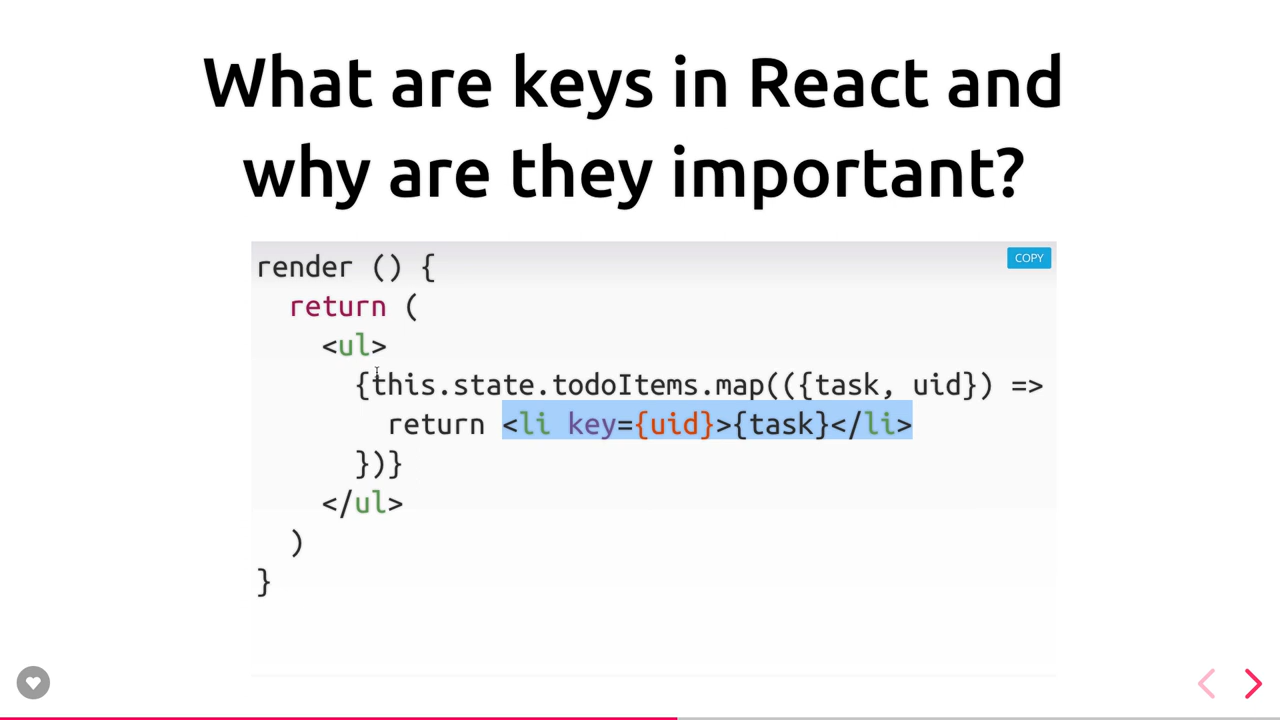 What are keys in React and
why are they important?
COPY
render () {
  return (
    <ul>
      {this.state.todoItems.map(({task, uid}) =>
        return <li key={uid}>{task}</li>
      })}
    </ul>
  )
}